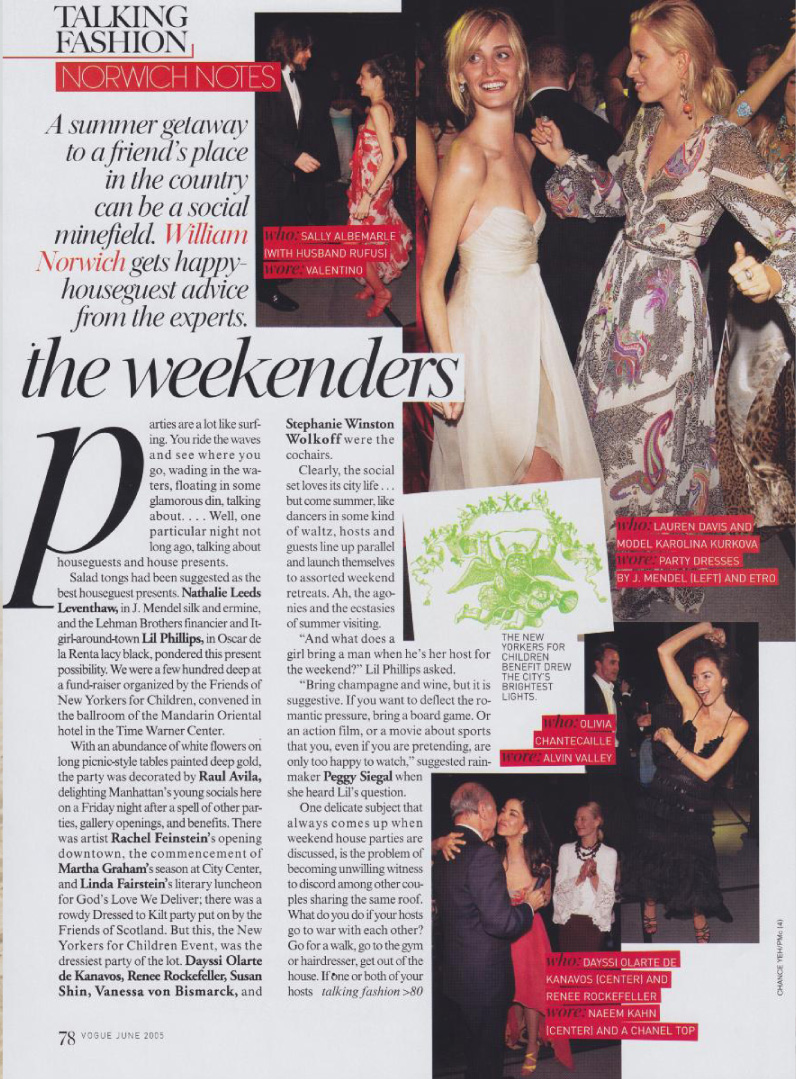 TALKING
FASHION
NORWICH NOTES
A summer getaway
to a friend's place
in the country
can be a social
minefield. William
Norwich gets happy-
houseguest advice
from the experts.
who: SALLY ALBEMARLE
(WITH HUSBAND RUFUS)
wore: VALENTINO
the weekenders
parties are a lot like surf-
ing. You ride the waves
and see where you
go, wading in the wa-
ters, floating in some
glamorous din, talking
about. . . . Well, one
particular night not
long ago, talking about
houseguests and house presents.
Salad tongs had been suggested as the
best houseguest presents. Nathalie Leeds
Leventhaw, in J. Mendel silk and ermine,
and the Lehman Brothers financier and It-
girl-around-town Lil Phillips, in Oscar de
la Renta lacy black, pondered this present
possibility. We were a few hundred deep at
a fund-raiser organized by the Friends of
New Yorkers for Children, convened in
the ballroom of the Mandarin Oriental
hotel in the Time Warner Center.
With an abundance of white flowers on
long picnic-style tables painted deep gold,
the party was decorated by Raul Avila,
delighting Manhattan's young socials here
on a Friday night after a spell of other par-
ties, gallery openings, and benefits. There
was artist Rachel Feinstein's opening
downtown, the commencement of
Martha Graham's season at City Center,
and Linda Fairstein's literary luncheon
for God's Love We Deliver; there was a
rowdy Dressed to Kilt party put on by the
Friends of Scotland. But this, the New
Yorkers for Children Event, was the
dressiest party of the lot. Dayssi Olarte
de Kanavos, Renee Rockefeller, Susan
Shin, Vanessa von Bismarck, and
Stephanie Winston
Wolkoff were the
cochairs.
Clearly, the social
set loves its city life . . .
but come summer, like
dancers in some kind
of waltz, hosts and
guests line up parallel
and launch themselves
to assorted weekend
retreats. Ah, the ago-
nies and the ecstasies
of summer visiting.
"And what does a
girl bring a man when he's her host for
the weekend?" Lil Phillips asked.
"Bring champagne and wine, but it is
suggestive. If you want to deflect the ro-
mantic pressure, bring a board game. Or
an action film, or a movie about sports
that you, even if you are pretending, are
only too happy to watch," suggested rain-
maker Peggy Siegal when
she heard Lil's question.
One delicate subject that
always comes up when
weekend house parties are
discussed, is the problem of
becoming unwilling witness
to discord among other cou-
ples sharing the same roof.
What do you do if your hosts
go to war with each other?
Go for a walk, go to the gym
or hairdresser, get out of the
house. If one or both of your
hosts talking fashion >80
who: LAUREN DAVIS AND
MODEL KAROLINA KURKOVA
wore: PARTY DRESSES
BY J. MENDEL (LEFT) AND ETRO
THE NEW
YORKERS FOR
CHILDREN
BENEFIT DREW
THE CITY'S
BRIGHTEST
LIGHTS.
who: OLIVIA
CHANTECAILLE
wore: ALVIN VALLEY
who: DAYSSI OLARTE DE
KANAVOS (CENTER) AND
RENEE ROCKEFELLER
wore: NAEEM KAHN
(CENTER) AND A CHANEL TOP
CHANCE YEH/PMc (4)
78 VOGUE JUNE 2005